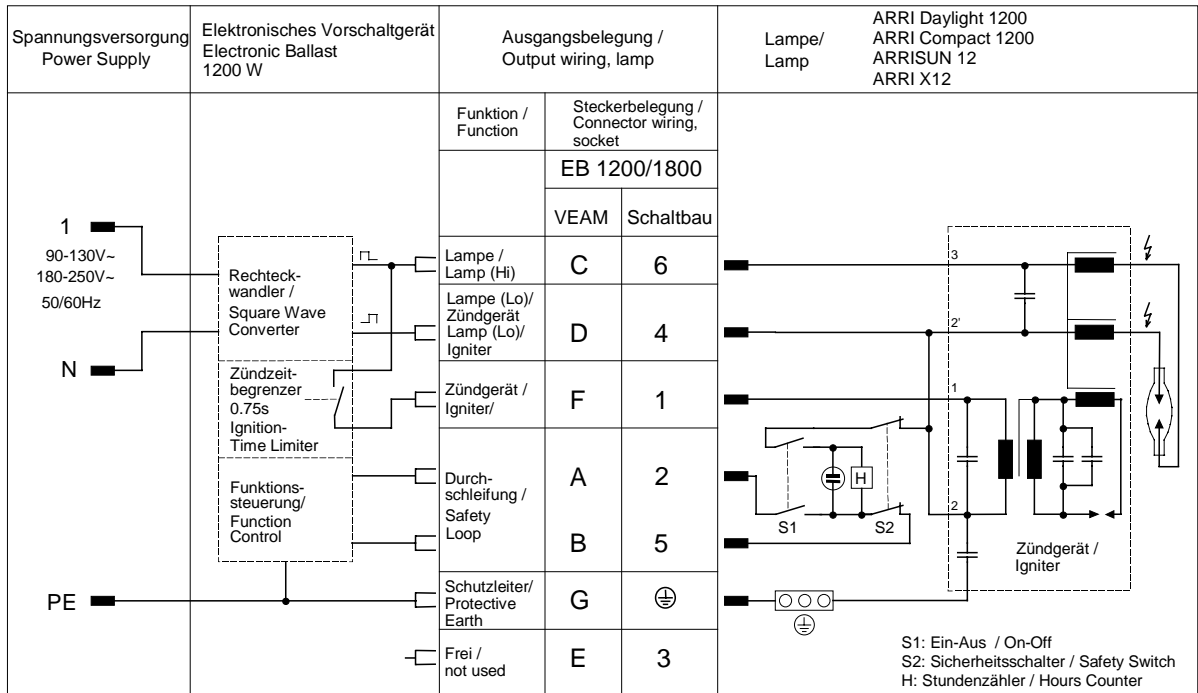 Spannungsversorgung
Power Supply
Elektronisches Vorschaltgerät
Electronic Ballast
1200 W
Ausgangsbelegung /
Output wiring, lamp
Lampe/
Lamp
ARRI Daylight 1200
ARRI Compact 1200
ARRISUN 12
ARRI X12
Funktion /
Function
Steckerbelegung /
Connector wiring,
socket
EB 1200/1800
VEAM
Schaltbau
1
90-130V~
180-250V~
50/60Hz
N
PE
Rechteck-
wandler /
Square Wave
Converter
Zündzeit-
begrenzer
0.75s
Ignition-
Time Limiter
Funktions-
steuerung/
Function
Control
Lampe /
Lamp (Hi)
C
6
Lampe (Lo)/
Zündgerät
Lamp (Lo)/
Igniter
D
4
Zündgerät /
Igniter/
F
1
Durch-
schleifung /
Safety
Loop
A
2
B
5
Schutzleiter/
Protective
Earth
G
Frei /
not used
E
3
3
2'
1
2
H
S1
S2
Zündgerät /
Igniter
S1: Ein-Aus / On-Off
S2: Sicherheitsschalter / Safety Switch
H: Stundenzähler / Hours Counter